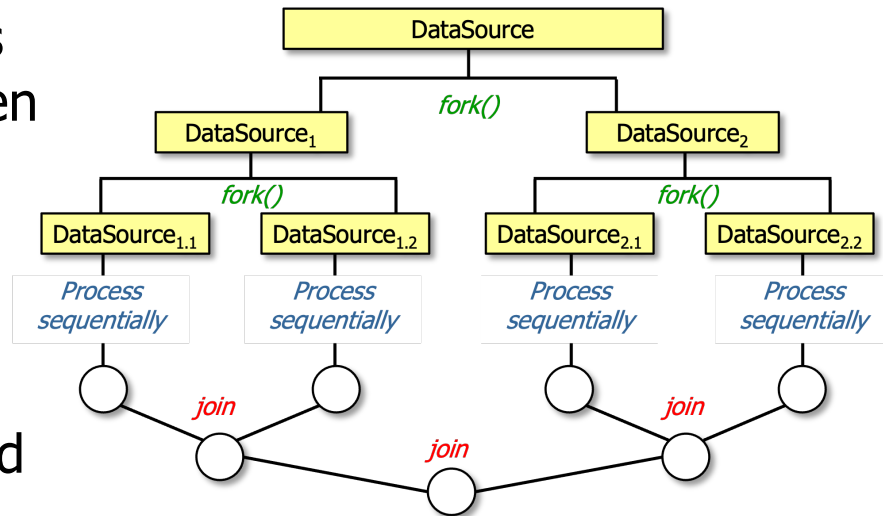 s
en
DataSource
fork()
DataSource₁
DataSource₂
fork()
fork()
DataSource₁.₁
DataSource₁.₂
DataSource₂.₁
DataSource₂.₂
Process
sequentially
Process
sequentially
Process
sequentially
Process
sequentially
join
join
join
d